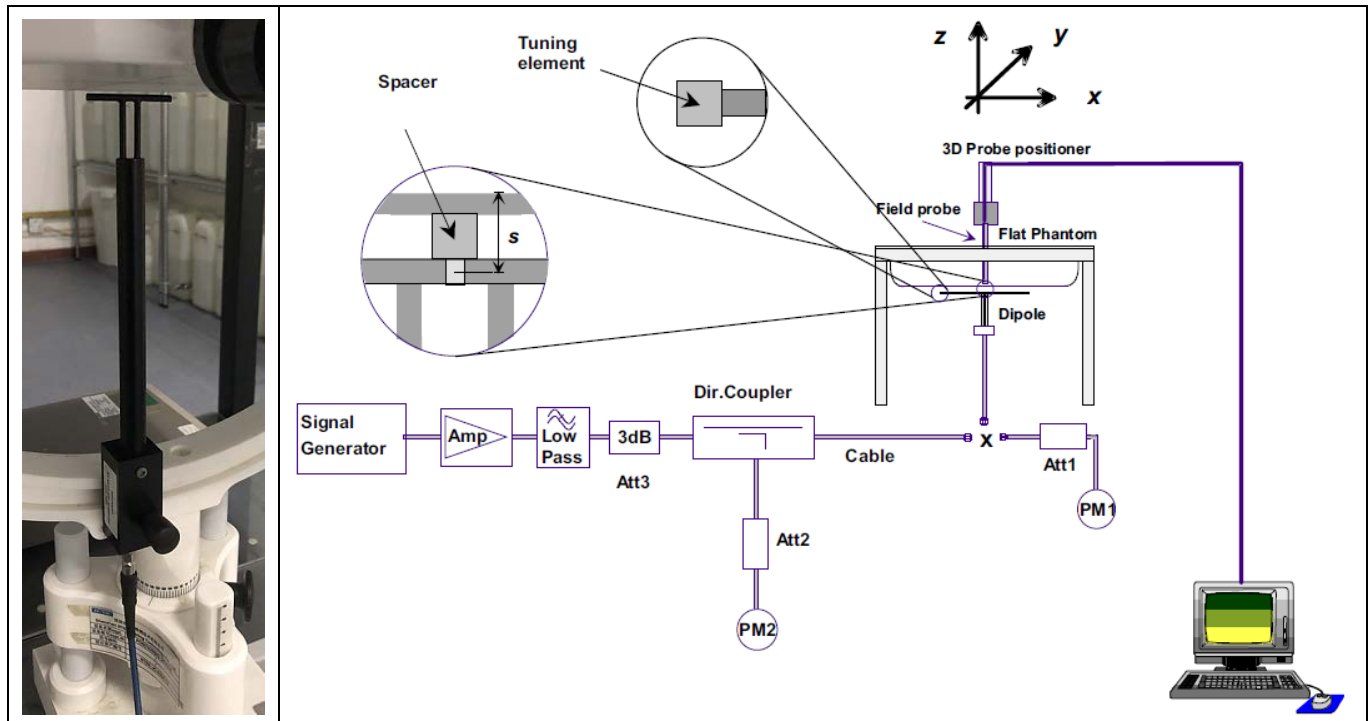 Tuning
element
Spacer
s
z
y
x
3D Probe positioner
Field probe
Flat Phantom
Dipole
Dir.Coupler
Signal
Generator
Amp
Low
Pass
3dB
Att3
Cable
x
Att1
PM1
Att2
PM2